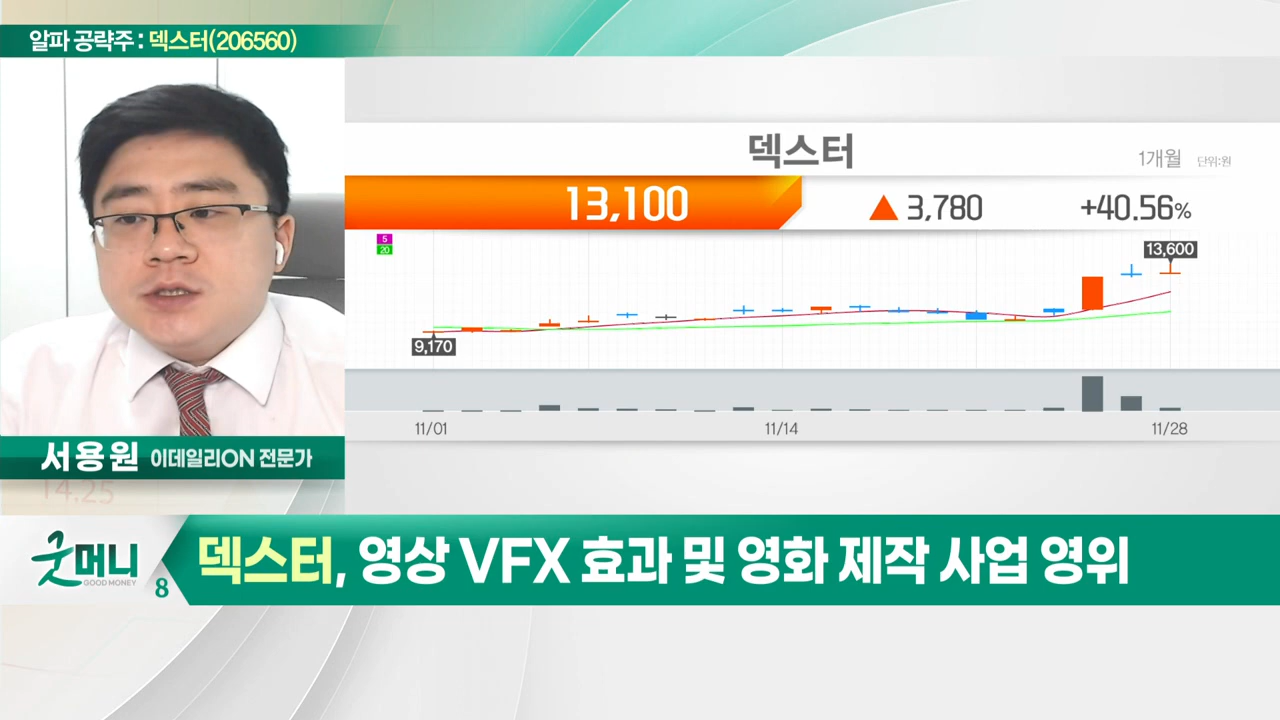 알파 공략주 : 덱스터(206560)
덱스터
1개월 단위:원
13,100 ▲ 3,780 +40.56%
5
20
13,600
9,170
11/01 11/14 11/28
서용원 이데일리ON 전문가
14.25
굿머니
GOOD MONEY
8
덱스터, 영상 VFX 효과 및 영화 제작 사업 영위